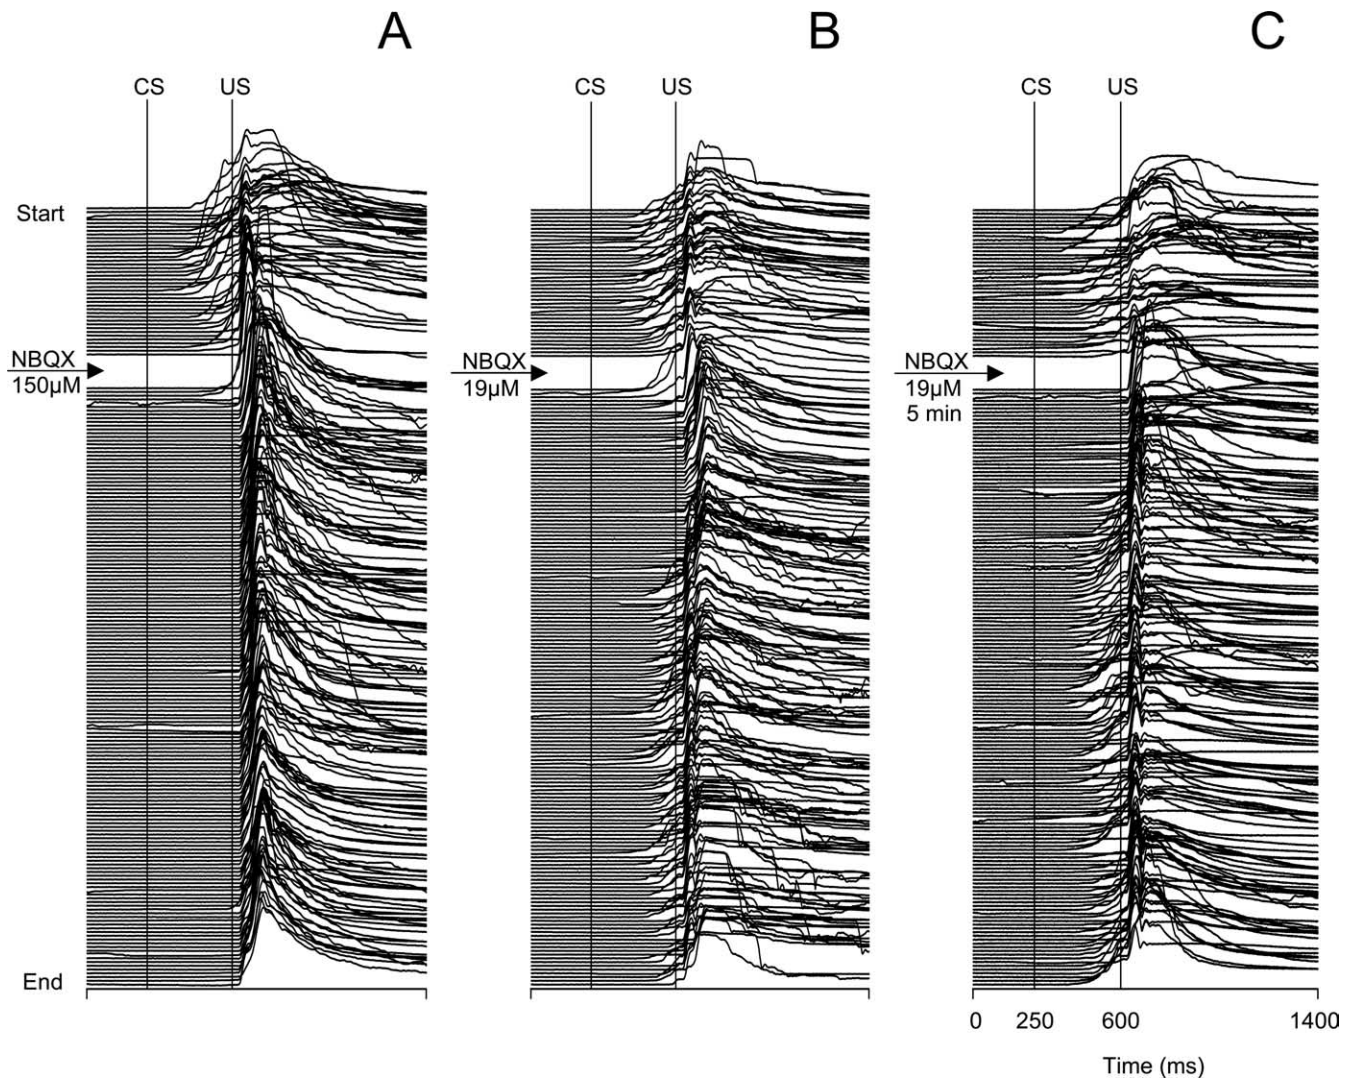 A
B
C
CS US
CS US
CS US
Start
NBQX
150µM
NBQX
19µM
NBQX
19µM
5 min
End
0 250 600 1400
Time (ms)